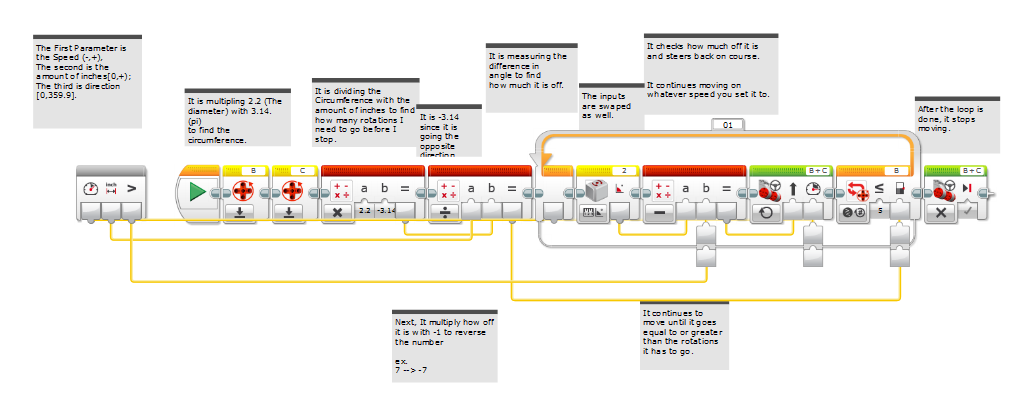 The First Parameter is
the Speed (-,+),
The second is the
amount of inches[0,+);
The third is direction
[0,359.9].
It is multipling 2.2 (The
diameter) with 3.14.
(pi)
to find the
circumference.
It is dividing the
Circumference with the
amount of inches to find
how many rotations I
need to go before I
stop.
It is -3.14
since it is
going the
opposite
direction
It is measuring the
difference in
angle to find
how much it is off.
The inputs
are swaped
as well.
It checks how much off it is
and steers back on course.
It continues moving on
whatever speed you set it to.
After the loop is
done, it stops
moving.
01
B
C
2
B+C
B
B+C
inch
>
a b =
a b =
a b =
≤
2.2 -3.14
5
Next, It multiply how off
it is with -1 to reverse
the number
ex.
7 --> -7
It continues to
move until it goes
equal to or greater
than the rotations
it has to go.